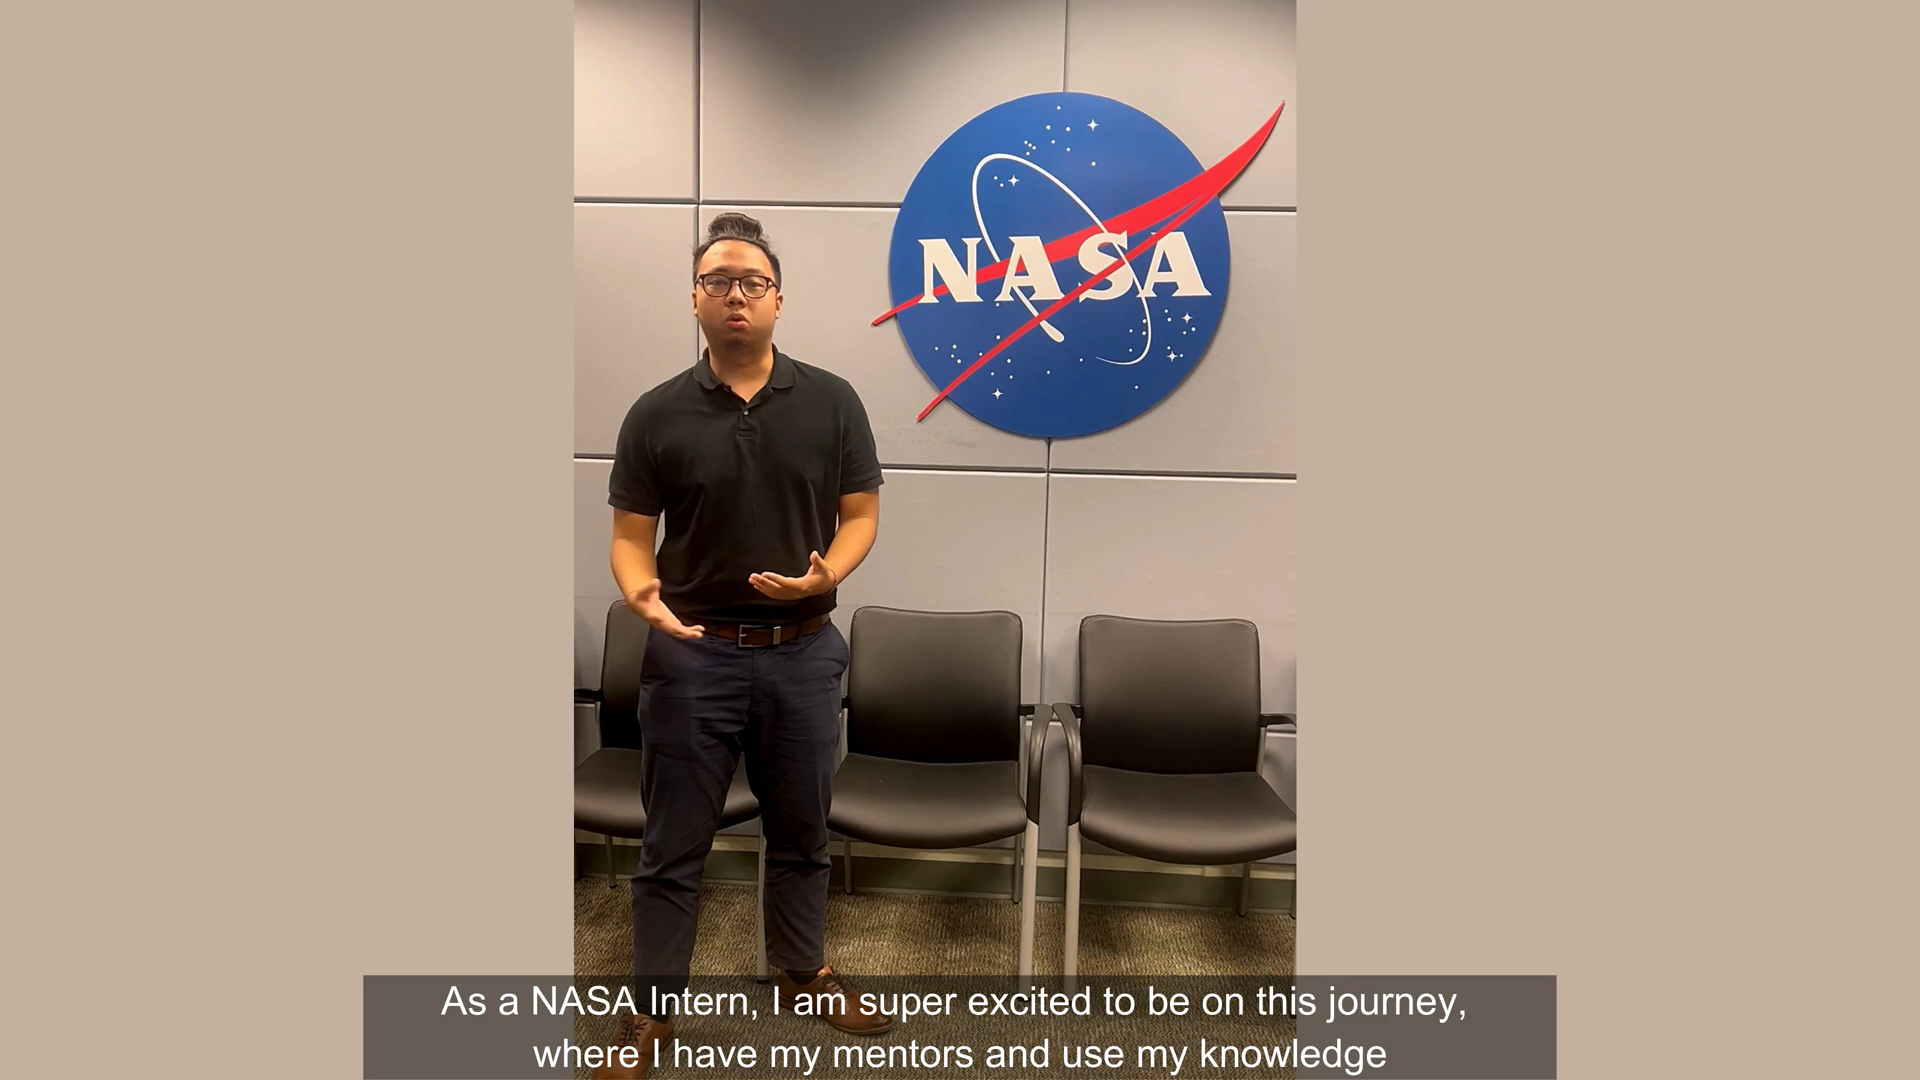 NASA
As a NASA Intern, I am super excited to be on this journey,
where I have my mentors and use my knowledge